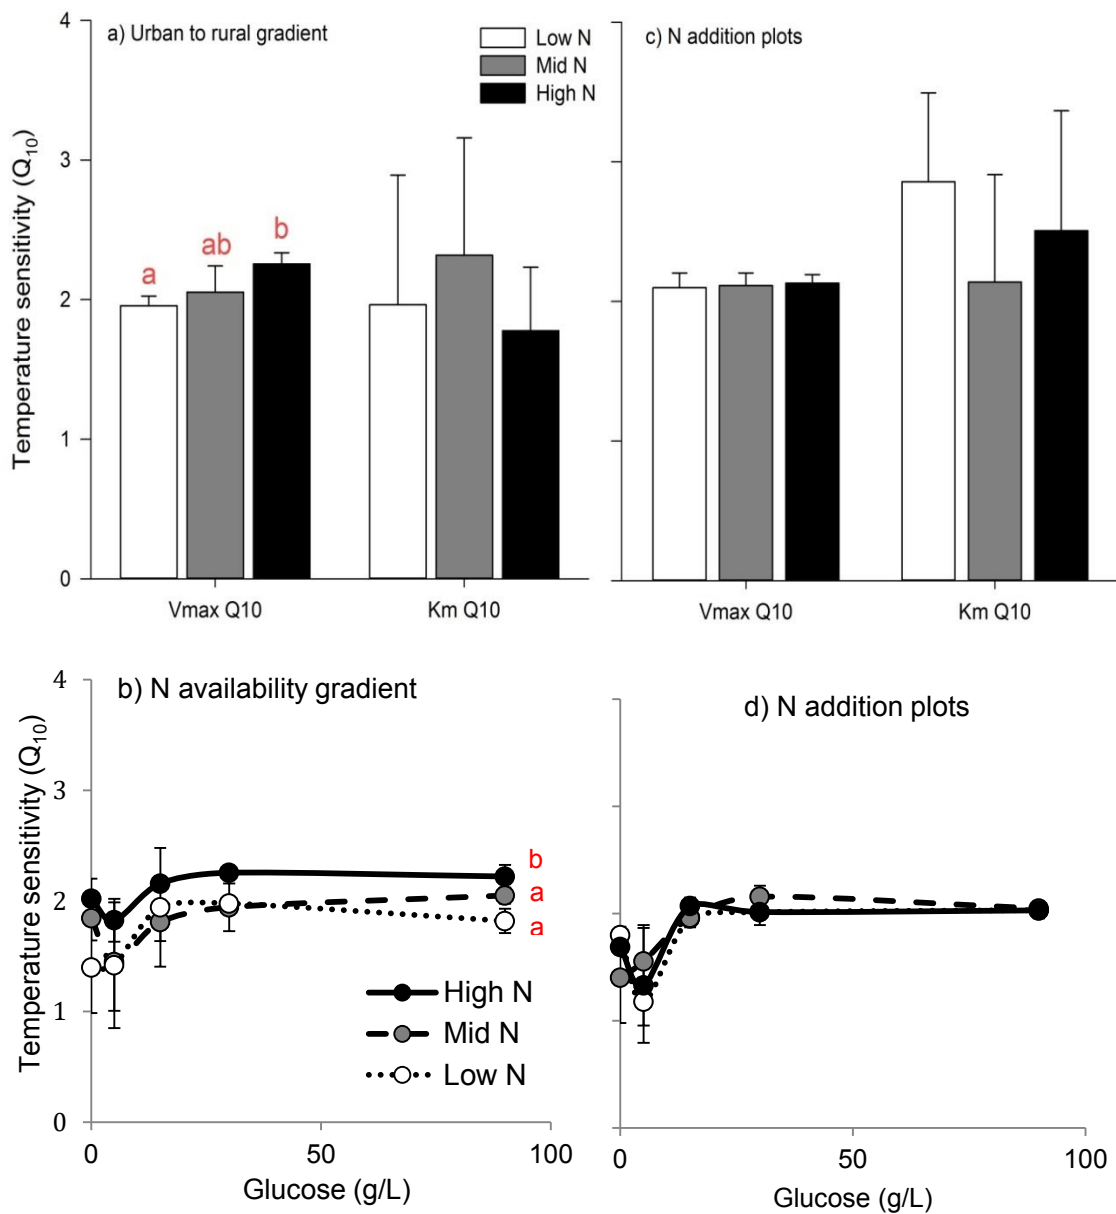 a) Urban to rural gradient
Low N
Mid N
High N
c) N addition plots
Temperature sensitivity (Q10)
4
3
2
1
0
a
ab
b
Vmax Q10
Km Q10
Vmax Q10
Km Q10
b) N availability gradient
d) N addition plots
Temperature sensitivity (Q10)
4
3
2
1
0
b
a
a
High N
Mid N
Low N
0
50
100
Glucose (g/L)
0
50
100
Glucose (g/L)